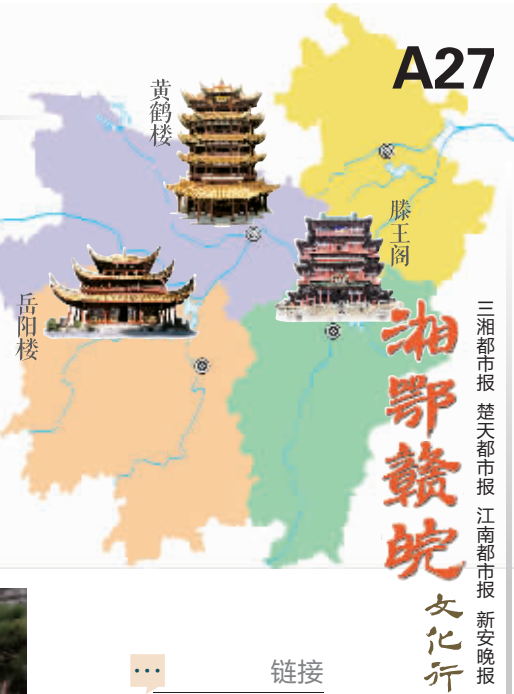 A27
黄鹤楼
滕王阁
岳阳楼
湘鄂赣皖
文化行
三湘都市报 楚天都市报 江南都市报 新安晚报
链接